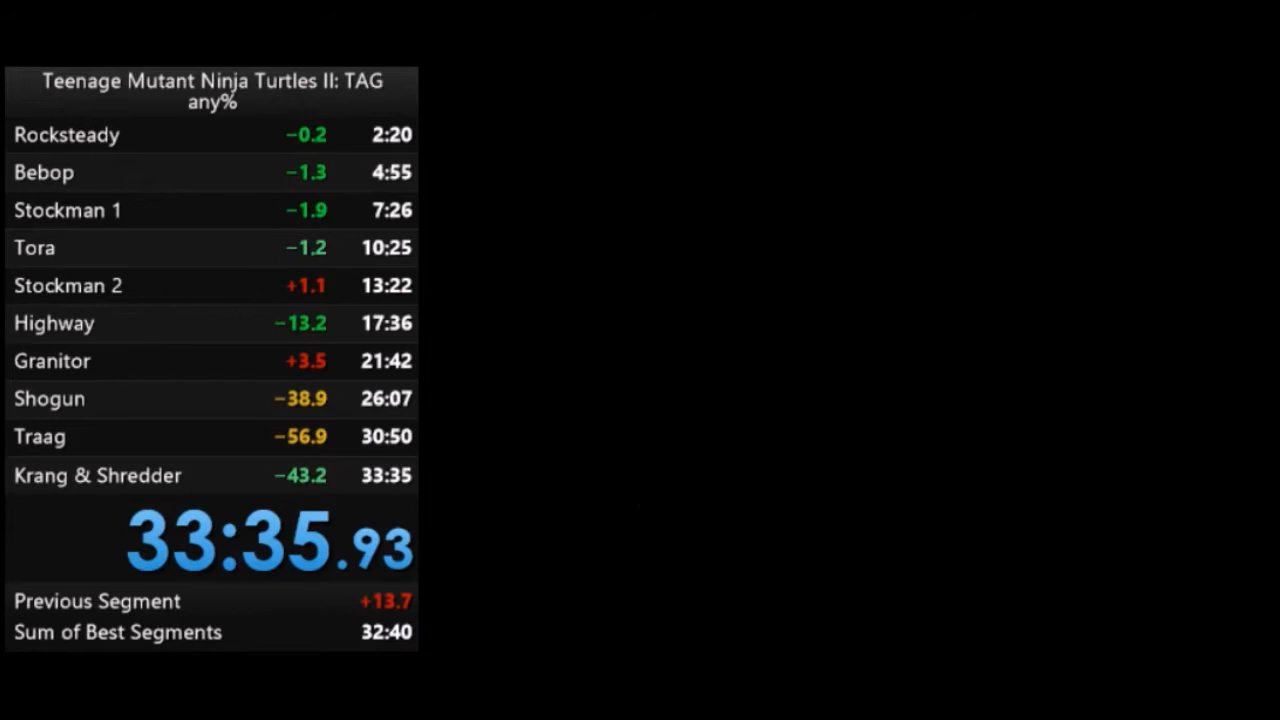 Teenage Mutant Ninja Turtles II: TAG
any%
Rocksteady −0.2 2:20
Bebop −1.3 4:55
Stockman 1 −1.9 7:26
Tora −1.2 10:25
Stockman 2 +1.1 13:22
Highway −13.2 17:36
Granitor +3.5 21:42
Shogun −38.9 26:07
Traag −56.9 30:50
Krang & Shredder −43.2 33:35
33:35.93
Previous Segment +13.7
Sum of Best Segments 32:40